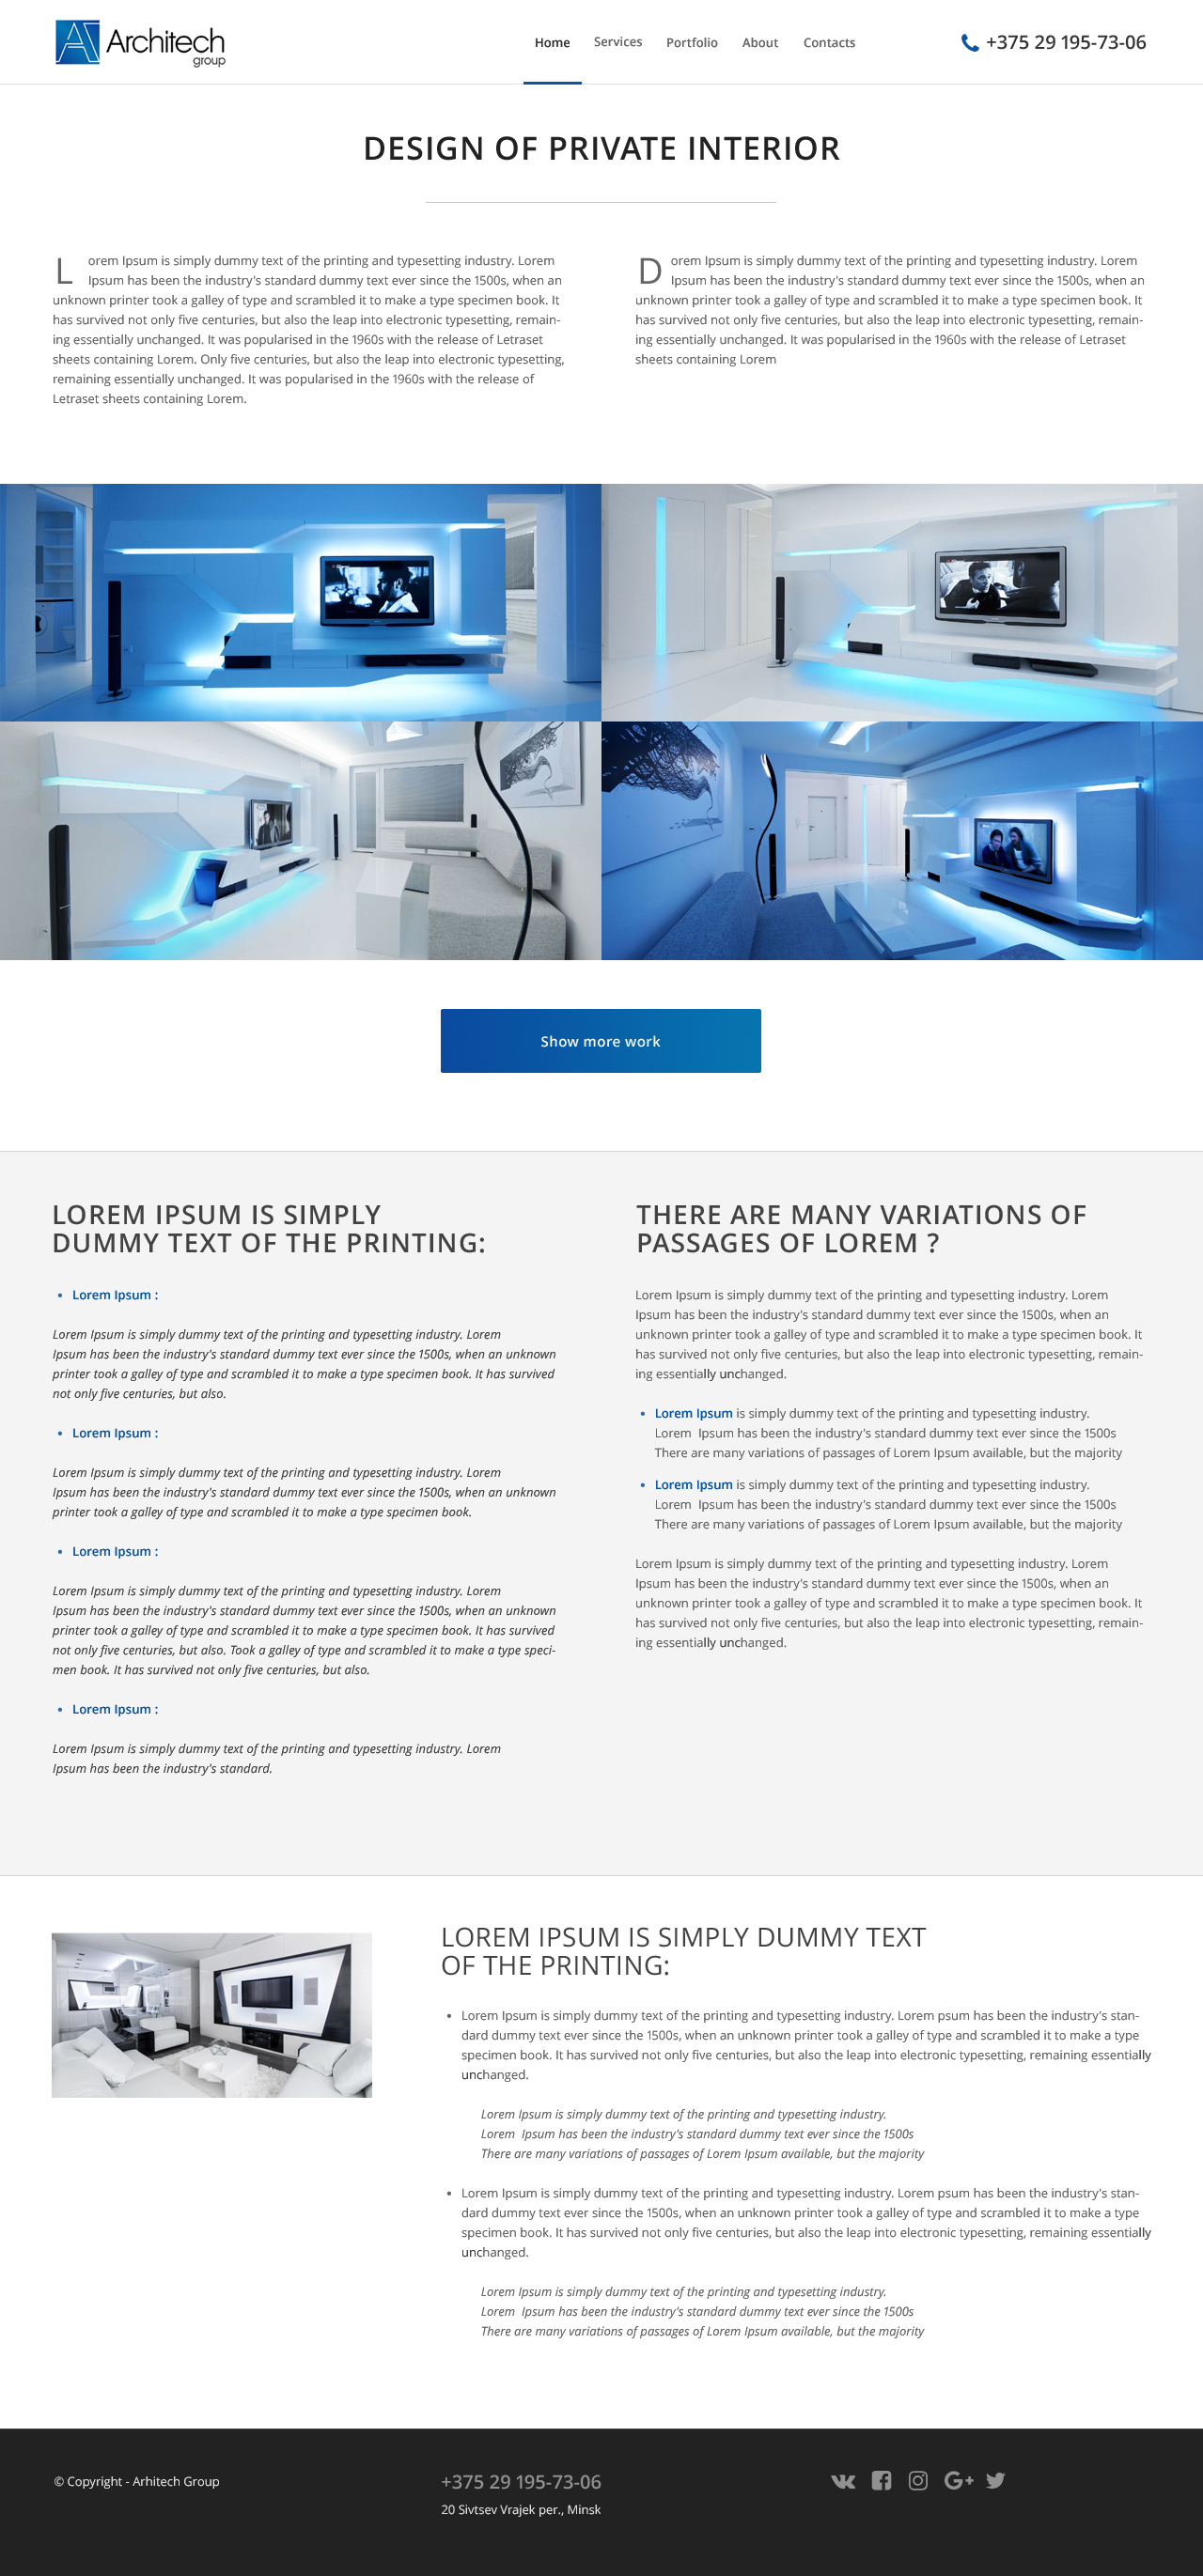 Architech
group
Home Services Portfolio About Contacts
+375 29 195-73-06
DESIGN OF PRIVATE INTERIOR
Lorem Ipsum is simply dummy text of the printing and typesetting industry. Lorem
Ipsum has been the industry's standard dummy text ever since the 1500s, when an
unknown printer took a galley of type and scrambled it to make a type specimen book. It
has survived not only five centuries, but also the leap into electronic typesetting, remain-
ing essentially unchanged. It was popularised in the 1960s with the release of Letraset
sheets containing Lorem. Only five centuries, but also the leap into electronic typesetting,
remaining essentially unchanged. It was popularised in the 1960s with the release of
Letraset sheets containing Lorem.
Dorem Ipsum is simply dummy text of the printing and typesetting industry. Lorem
Ipsum has been the industry's standard dummy text ever since the 1500s, when an
unknown printer took a galley of type and scrambled it to make a type specimen book. It
has survived not only five centuries, but also the leap into electronic typesetting, remain-
ing essentially unchanged. It was popularised in the 1960s with the release of Letraset
sheets containing Lorem
Show more work
LOREM IPSUM IS SIMPLY
DUMMY TEXT OF THE PRINTING:
• Lorem Ipsum :
Lorem Ipsum is simply dummy text of the printing and typesetting industry. Lorem
Ipsum has been the industry's standard dummy text ever since the 1500s, when an unknown
printer took a galley of type and scrambled it to make a type specimen book. It has survived
not only five centuries, but also.
• Lorem Ipsum :
Lorem Ipsum is simply dummy text of the printing and typesetting industry. Lorem
Ipsum has been the industry's standard dummy text ever since the 1500s, when an unknown
printer took a galley of type and scrambled it to make a type specimen book.
• Lorem Ipsum :
Lorem Ipsum is simply dummy text of the printing and typesetting industry. Lorem
Ipsum has been the industry's standard dummy text ever since the 1500s, when an unknown
printer took a galley of type and scrambled it to make a type specimen book. It has survived
not only five centuries, but also. Took a galley of type and scrambled it to make a type speci-
men book. It has survived not only five centuries, but also.
• Lorem Ipsum :
Lorem Ipsum is simply dummy text of the printing and typesetting industry. Lorem
Ipsum has been the industry's standard.
THERE ARE MANY VARIATIONS OF
PASSAGES OF LOREM ?
Lorem Ipsum is simply dummy text of the printing and typesetting industry. Lorem
Ipsum has been the industry's standard dummy text ever since the 1500s, when an
unknown printer took a galley of type and scrambled it to make a type specimen book. It
has survived not only five centuries, but also the leap into electronic typesetting, remain-
ing essentially unchanged.
• Lorem Ipsum is simply dummy text of the printing and typesetting industry.
Lorem Ipsum has been the industry's standard dummy text ever since the 1500s
There are many variations of passages of Lorem Ipsum available, but the majority
• Lorem Ipsum is simply dummy text of the printing and typesetting industry.
Lorem Ipsum has been the industry's standard dummy text ever since the 1500s
There are many variations of passages of Lorem Ipsum available, but the majority
Lorem Ipsum is simply dummy text of the printing and typesetting industry. Lorem
Ipsum has been the industry's standard dummy text ever since the 1500s, when an
unknown printer took a galley of type and scrambled it to make a type specimen book. It
has survived not only five centuries, but also the leap into electronic typesetting, remain-
ing essentially unchanged.
LOREM IPSUM IS SIMPLY DUMMY TEXT
OF THE PRINTING:
• Lorem Ipsum is simply dummy text of the printing and typesetting industry. Lorem psum has been the industry's stan-
dard dummy text ever since the 1500s, when an unknown printer took a galley of type and scrambled it to make a type
specimen book. It has survived not only five centuries, but also the leap into electronic typesetting, remaining essentially
unchanged.
Lorem Ipsum is simply dummy text of the printing and typesetting industry.
Lorem Ipsum has been the industry's standard dummy text ever since the 1500s
There are many variations of passages of Lorem Ipsum available, but the majority
• Lorem Ipsum is simply dummy text of the printing and typesetting industry. Lorem psum has been the industry's stan-
dard dummy text ever since the 1500s, when an unknown printer took a galley of type and scrambled it to make a type
specimen book. It has survived not only five centuries, but also the leap into electronic typesetting, remaining essentially
unchanged.
Lorem Ipsum is simply dummy text of the printing and typesetting industry.
Lorem Ipsum has been the industry's standard dummy text ever since the 1500s
There are many variations of passages of Lorem Ipsum available, but the majority
© Copyright - Arhitech Group
+375 29 195-73-06
20 Sivtsev Vrajek per., Minsk